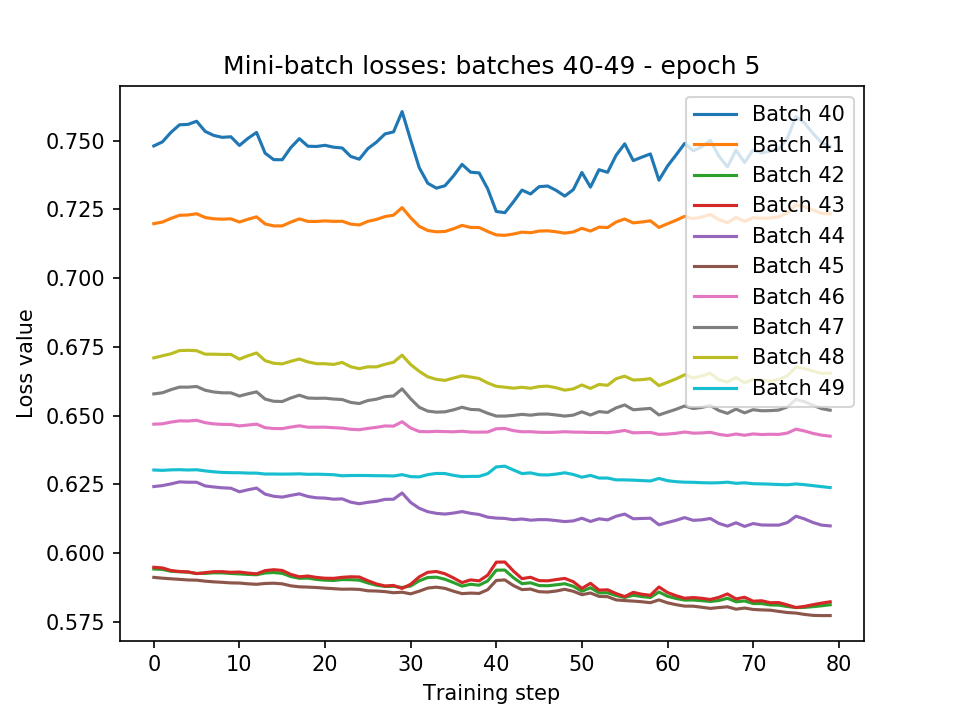 Mini-batch losses: batches 40-49 - epoch 5
Loss value
0.750
0.725
0.700
0.675
0.650
0.625
0.600
0.575
Batch 40
Batch 41
Batch 42
Batch 43
Batch 44
Batch 45
Batch 46
Batch 47
Batch 48
Batch 49
0 10 20 30 40 50 60 70 80
Training step